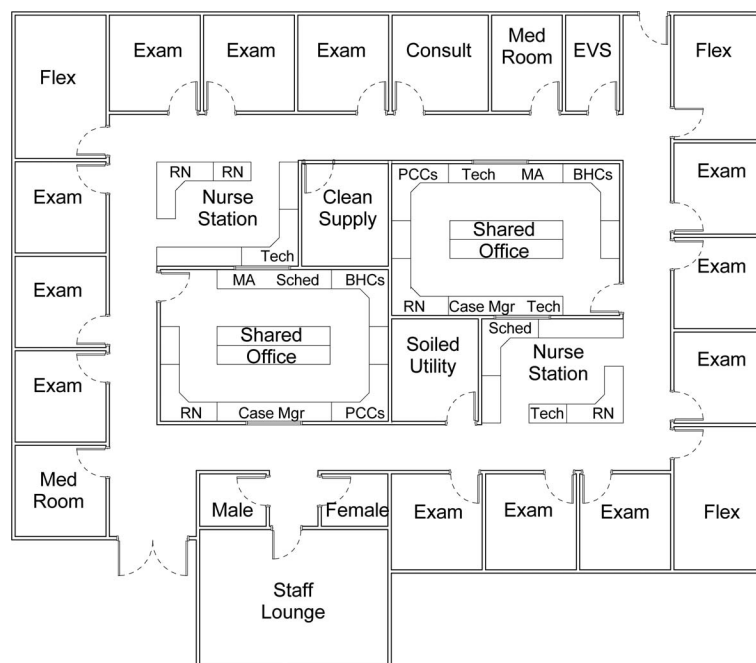 Flex
Exam
Exam
Exam
Consult
Med
Room
EVS
Flex
Exam
RN
RN
Nurse
Station
Tech
Clean
Supply
PCCs
Tech
MA
BHCs
Shared
Office
RN
Case Mgr
Tech
Exam
Exam
Exam
MA
Sched
BHCs
Shared
Office
RN
Case Mgr
PCCs
Soiled
Utility
Sched
Nurse
Station
Tech
RN
Exam
Exam
Med
Room
Male
Female
Exam
Exam
Exam
Flex
Staff
Lounge